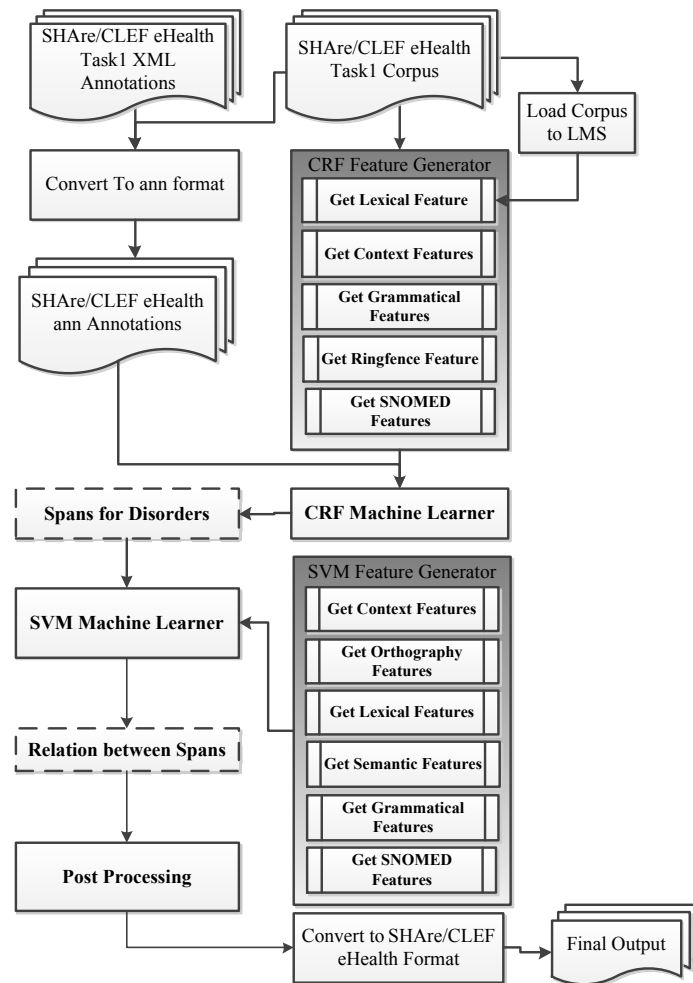 SHAre/CLEF eHealth
Task1 XML
Annotations
SHAre/CLEF eHealth
Task1 Corpus
Load Corpus
to LMS
Convert To ann format
CRF Feature Generator
Get Lexical Feature
Get Context Features
Get Grammatical
Features
Get Ringfence Feature
Get SNOMED
Features
SHAre/CLEF eHealth
ann Annotations
Spans for Disorders
CRF Machine Learner
SVM Machine Learner
SVM Feature Generator
Get Context Features
Get Orthography
Features
Get Lexical Features
Get Semantic Features
Get Grammatical
Features
Get SNOMED
Features
Relation between Spans
Post Processing
Convert to SHAre/CLEF
eHealth Format
Final Output